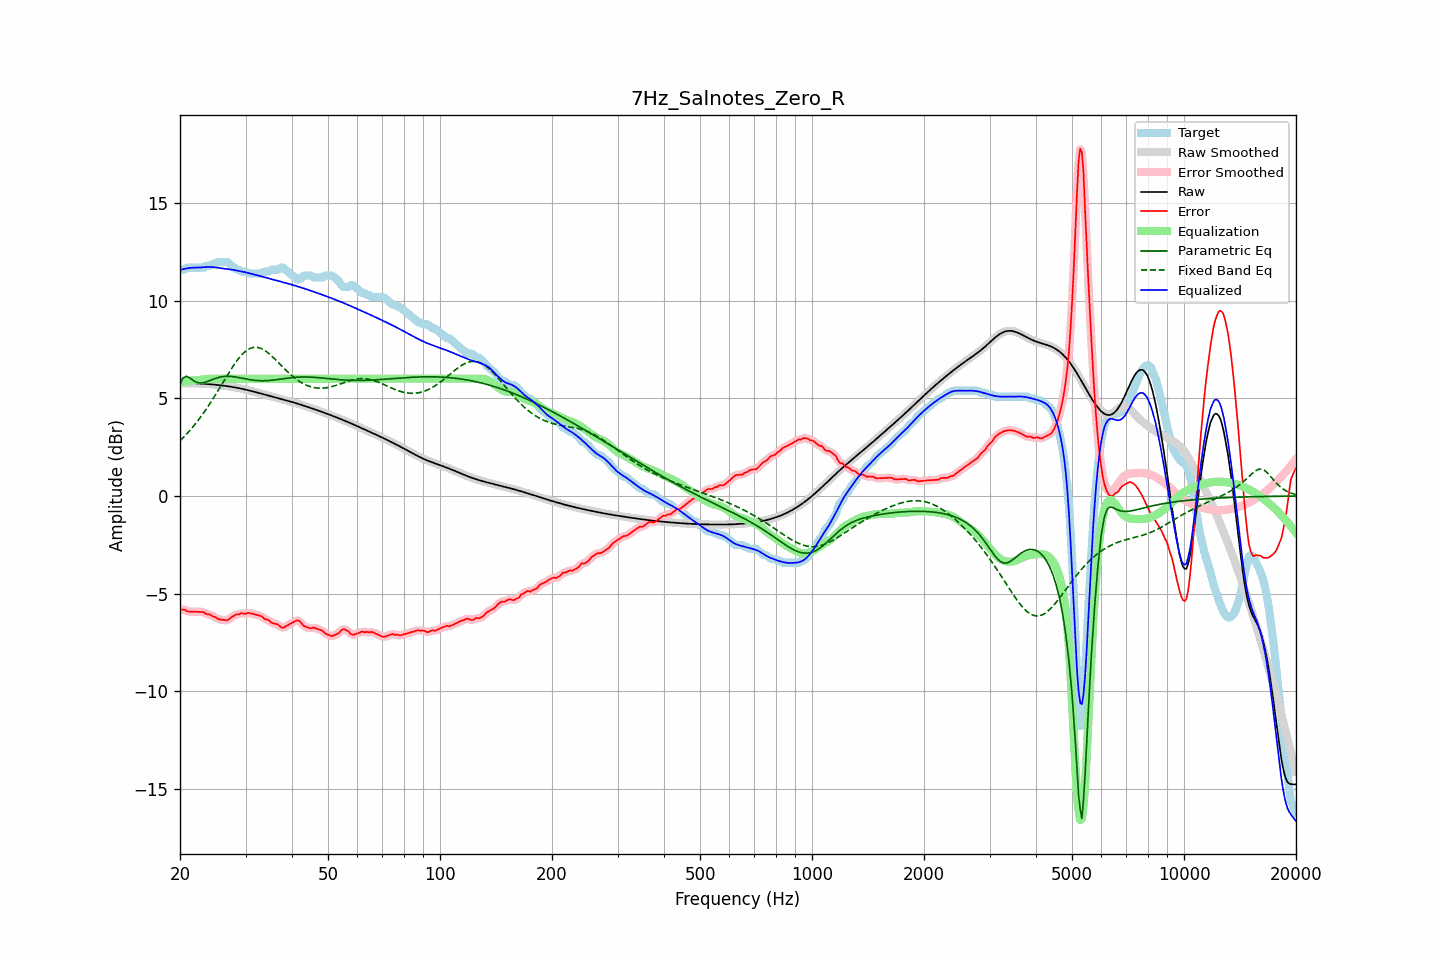 7Hz_Salnotes_Zero_R
Target
Raw Smoothed
Error Smoothed
Raw
Error
Equalization
Parametric Eq
Fixed Band Eq
Equalized
Amplitude (dBr)
15
10
5
0
−5
−10
−15
20
50
100
200
500
1000
2000
5000
10000
20000
Frequency (Hz)